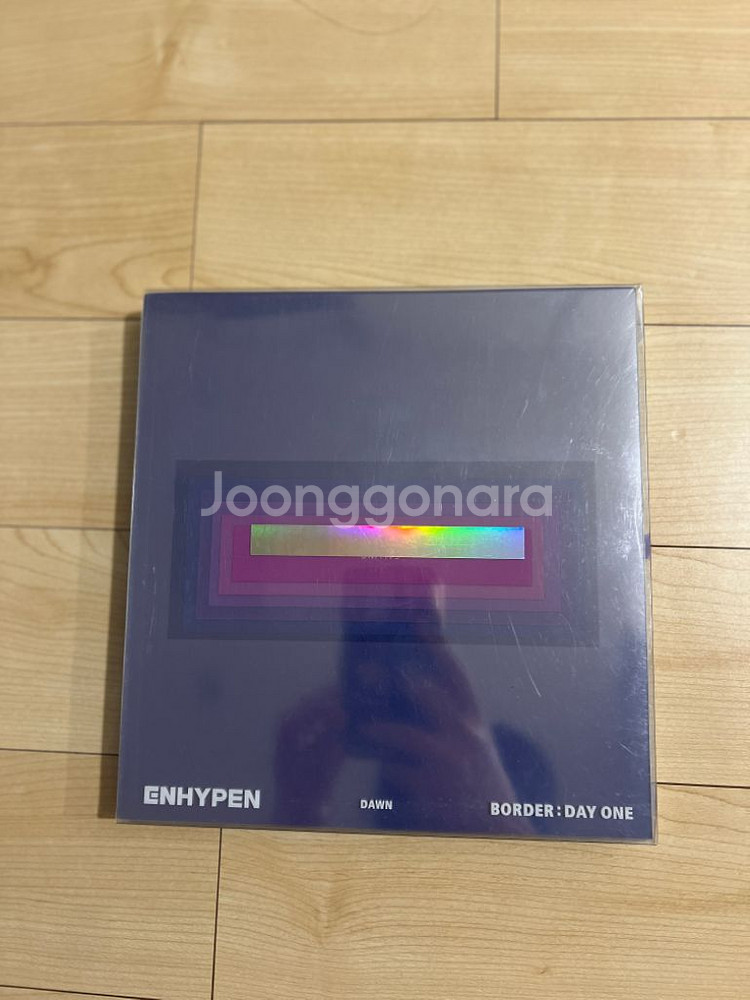 Joonggonara
ENHYPEN
DAWN
BORDER : DAY ONE